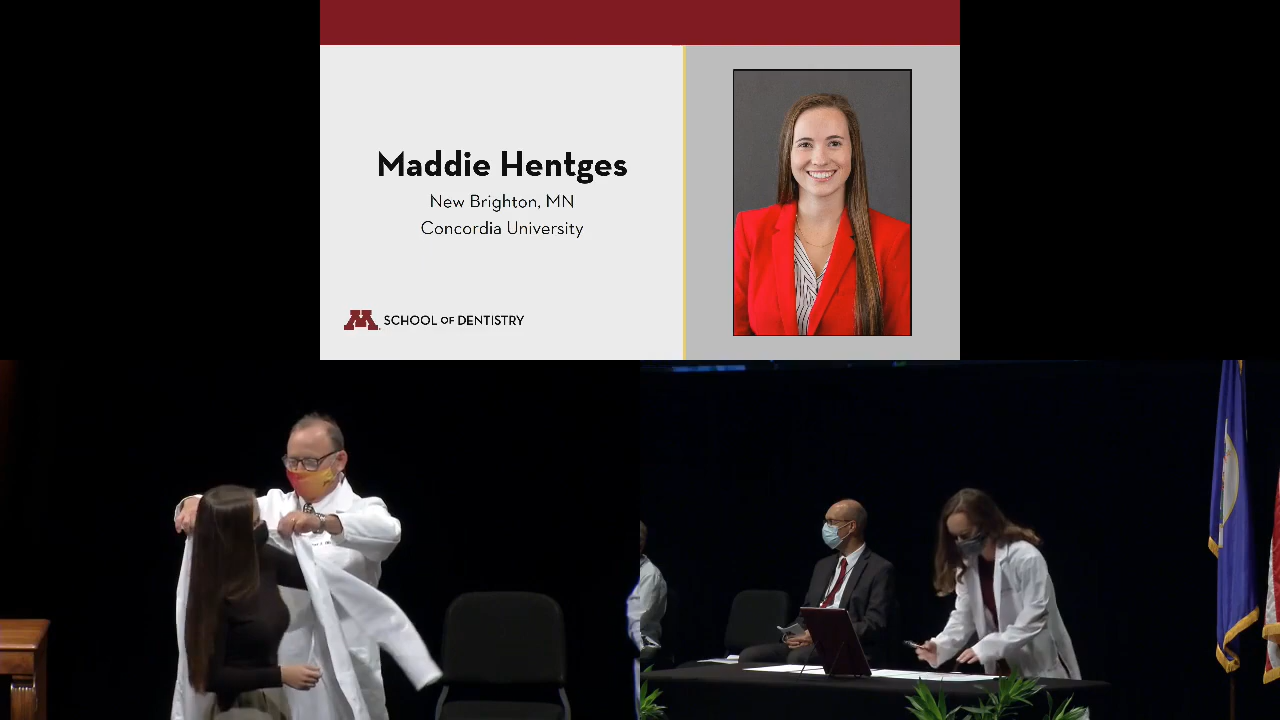 Maddie Hentges
New Brighton, MN
Concordia University
M SCHOOL OF DENTISTRY